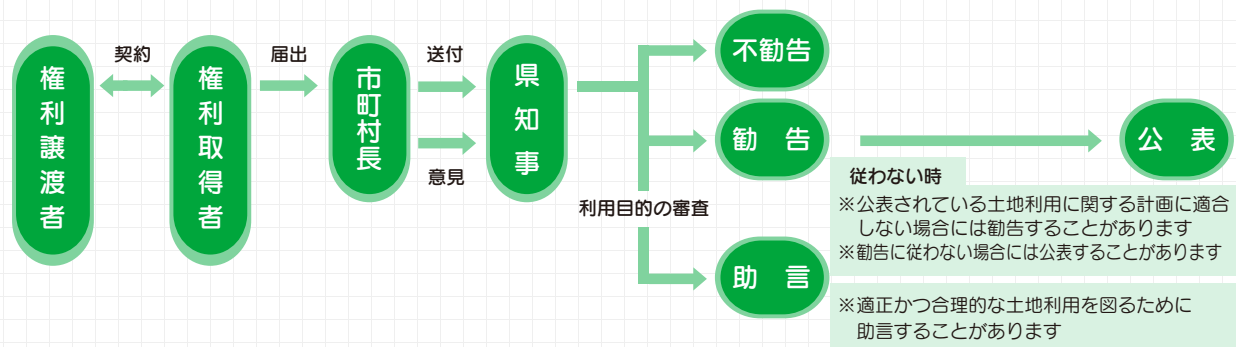 権利譲渡者
契約
権利取得者
届出
市町村長
送付
意見
県知事
利用目的の審査
不勧告
勧告
助言
公表
従わない時
※公表されている土地利用に関する計画に適合
しない場合には勧告することがあります
※勧告に従わない場合には公表することがあります
※適正かつ合理的な土地利用を図るために
助言することがあります